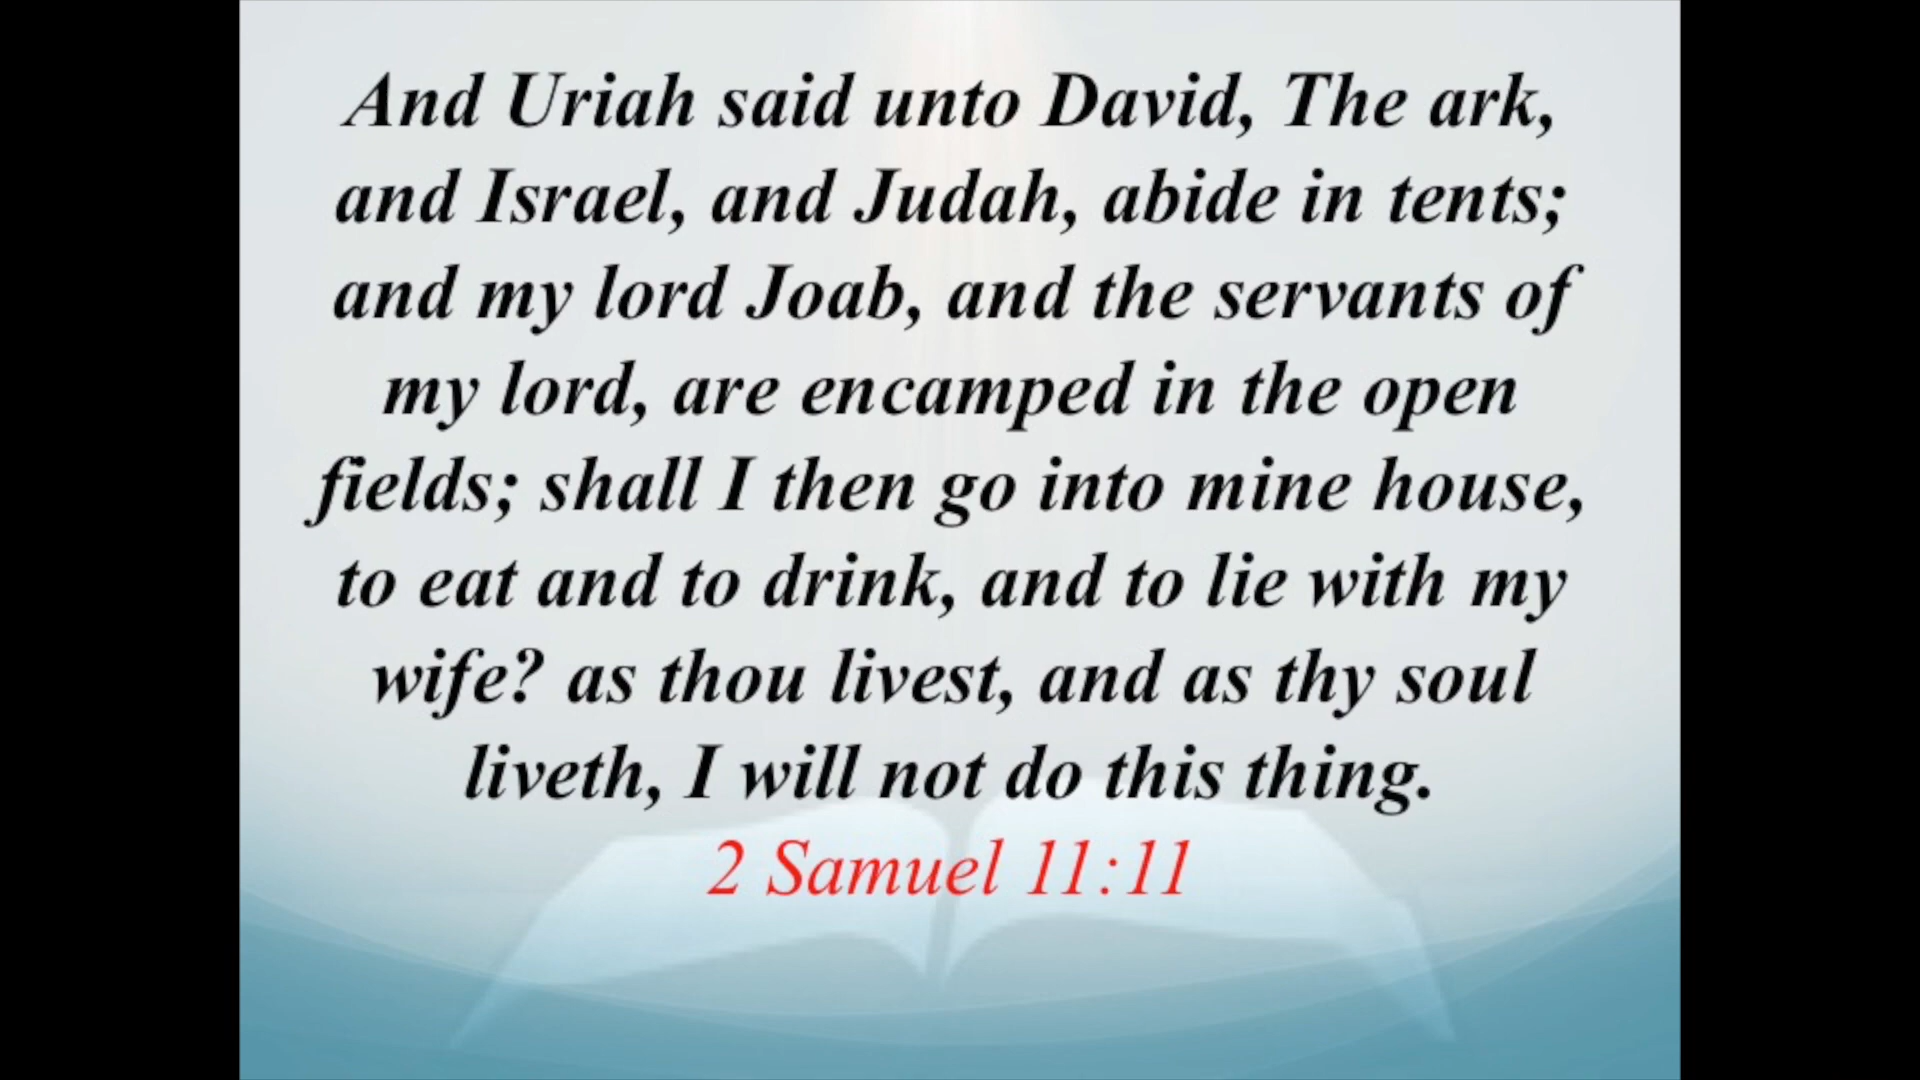 And Uriah said unto David, The ark,
and Israel, and Judah, abide in tents;
and my lord Joab, and the servants of
my lord, are encamped in the open
fields; shall I then go into mine house,
to eat and to drink, and to lie with my
wife? as thou livest, and as thy soul
liveth, I will not do this thing.
2 Samuel 11:11